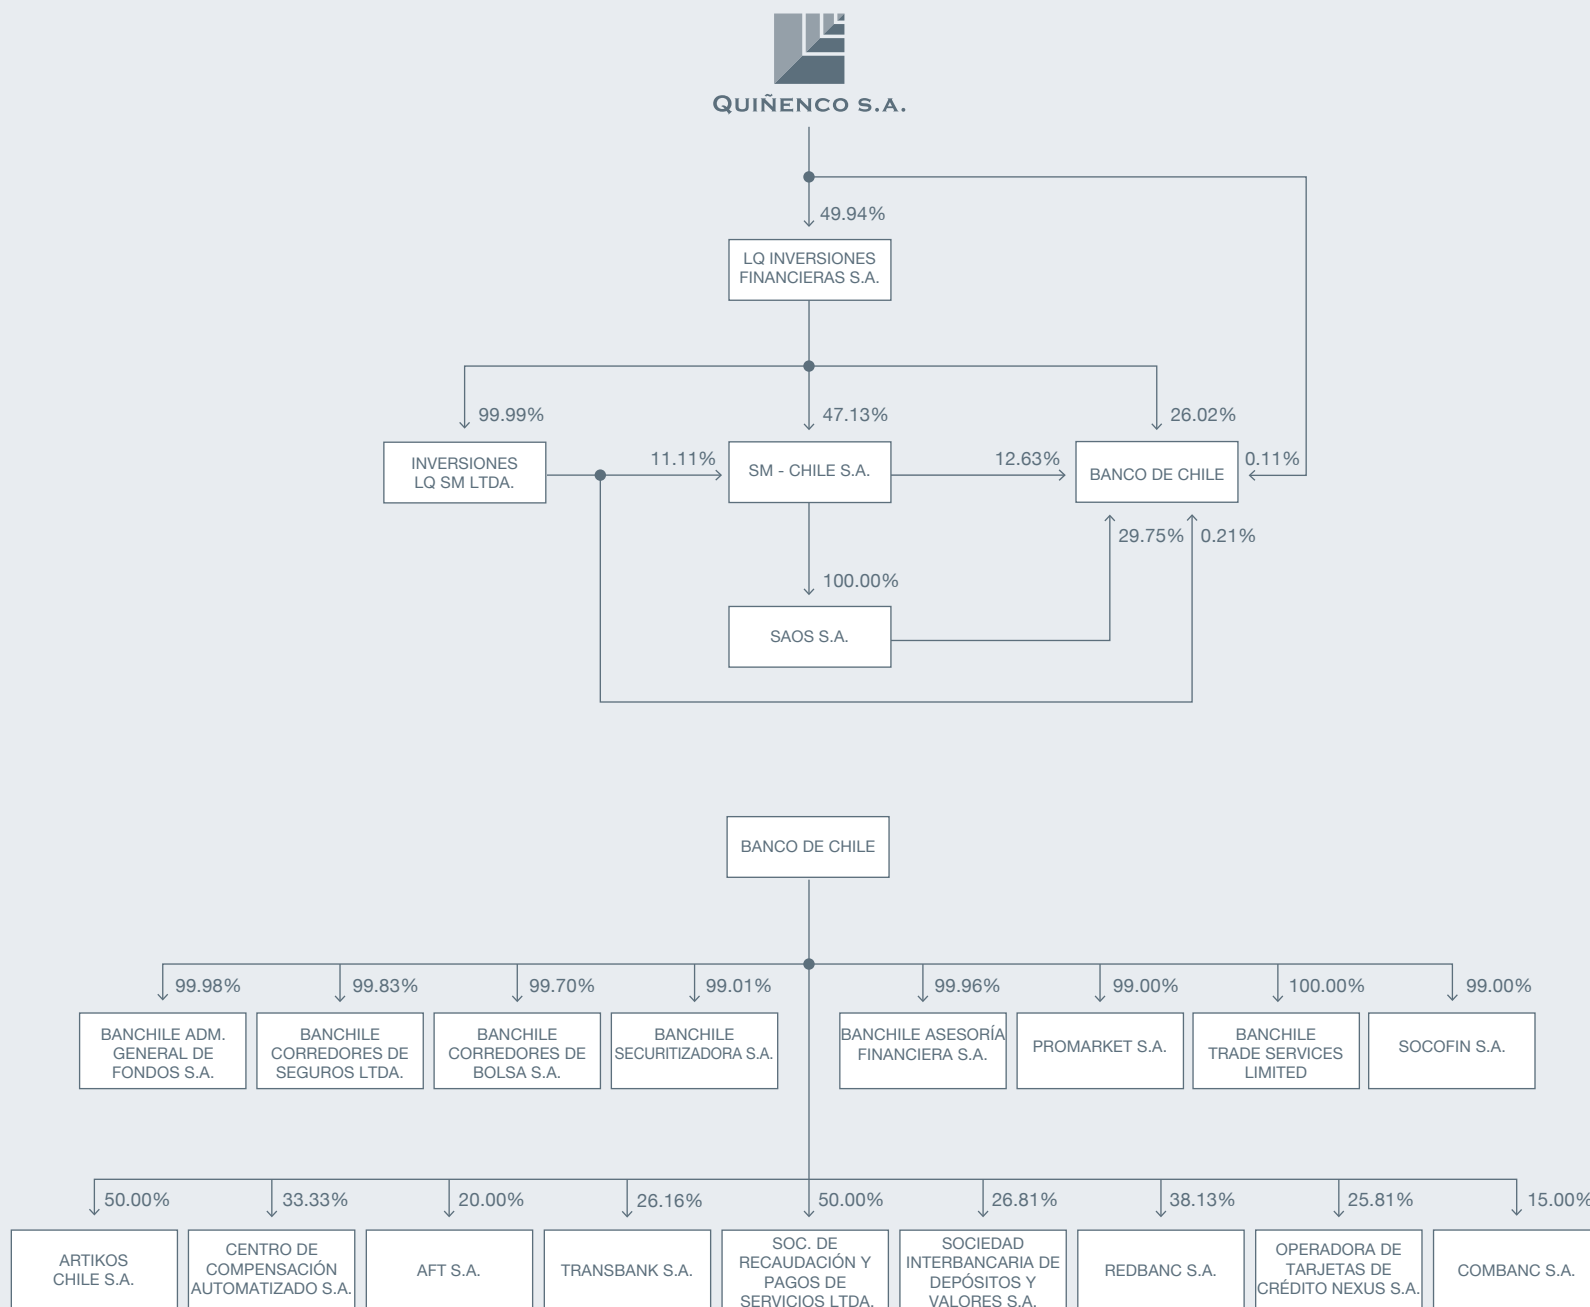 QUIÑENCO S.A.
49.94%
LQ INVERSIONES
FINANCIERAS S.A.
99.99%
47.13%
26.02%
INVERSIONES
LQ SM LTDA.
11.11%
SM - CHILE S.A.
12.63%
BANCO DE CHILE
0.11%
29.75%
0.21%
100.00%
SAOS S.A.
BANCO DE CHILE
99.98%
99.83%
99.70%
99.01%
99.96%
99.00%
100.00%
99.00%
BANCHILE ADM.
GENERAL DE
FONDOS S.A.
BANCHILE
CORREDORES DE
SEGUROS LTDA.
BANCHILE
CORREDORES DE
BOLSA S.A.
BANCHILE
SECURITIZADORA S.A.
BANCHILE ASESORÍA
FINANCIERA S.A.
PROMARKET S.A.
BANCHILE
TRADE SERVICES
LIMITED
SOCOFIN S.A.
50.00%
33.33%
20.00%
26.16%
50.00%
26.81%
38.13%
25.81%
15.00%
ARTIKOS
CHILE S.A.
CENTRO DE
COMPENSACIÓN
AUTOMATIZADO S.A.
AFT S.A.
TRANSBANK S.A.
SOC. DE
RECAUDACIÓN Y
PAGOS DE
SERVICIOS LTDA.
SOCIEDAD
INTERBANCARIA DE
DEPÓSITOS Y
VALORES S.A.
REDBANC S.A.
OPERADORA DE
TARJETAS DE
CRÉDITO NEXUS S.A.
COMBANC S.A.